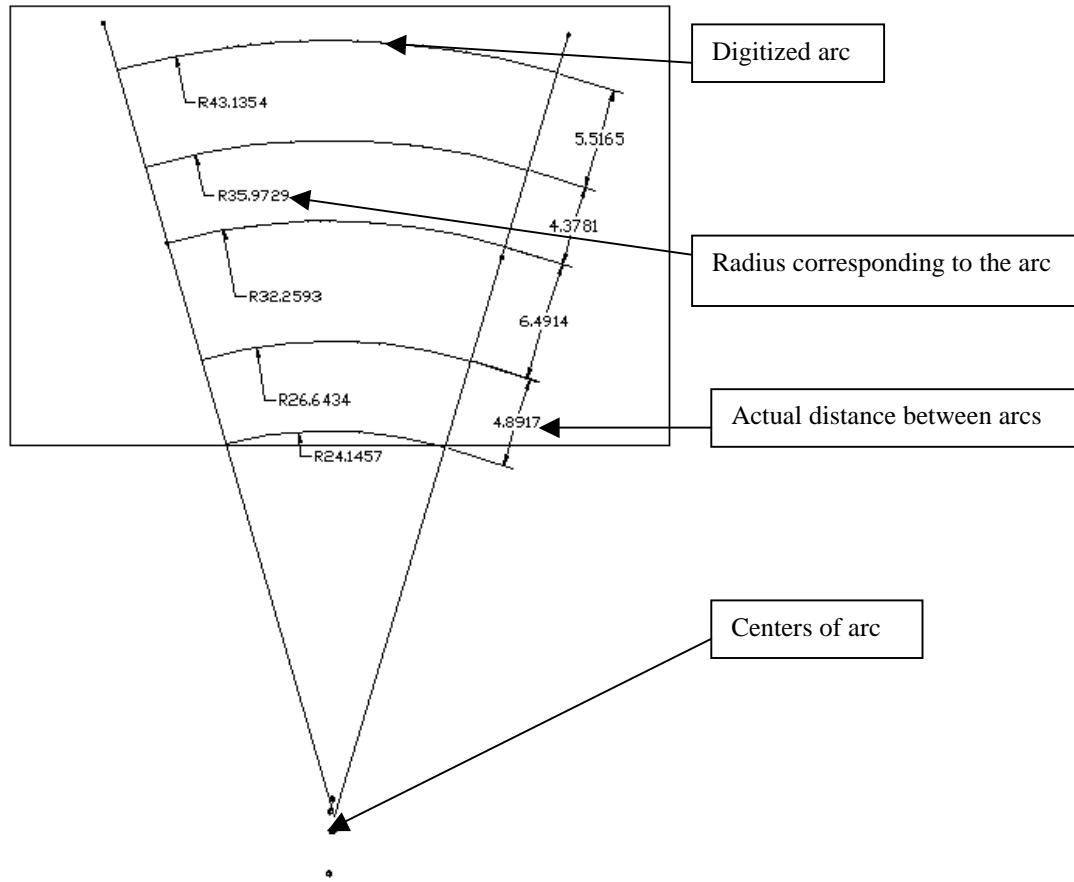 Digitized arc
R43.1354
5.5165
R35.9729
4.3781
Radius corresponding to the arc
R32.2593
6.4914
R26.6434
Actual distance between arcs
4.8917
R24.1457
Centers of arc